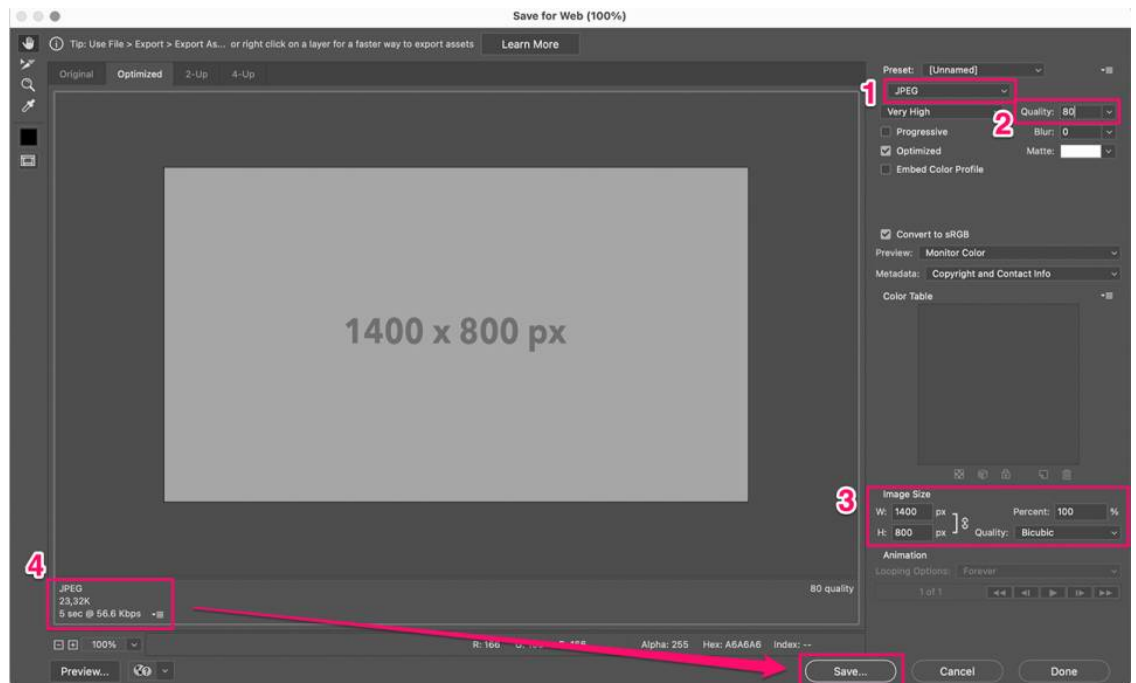 Save for Web (100%)
Tip: Use File > Export > Export As... or right click on a layer for a faster way to export assets Learn More
Original Optimized 2-Up 4-Up
Preset: [Unnamed]
1 JPEG
Very High 2 Quality: 80
Progressive Blur: 0
Optimized Matte:
Embed Color Profile
Convert to sRGB
Preview: Monitor Color
Metadata: Copyright and Contact Info
Color Table
1400 x 800 px
3 Image Size
W: 1400 px Percent: 100 %
H: 800 px Quality: Bicubic
Animation
Looping Options: Forever
1 of 1
4
JPEG 80 quality
23,32K
5 sec @ 56.6 Kbps
100% R: 166 Alpha: 255 Hex: A6A6A6 Index: --
Preview... Save... Cancel Done